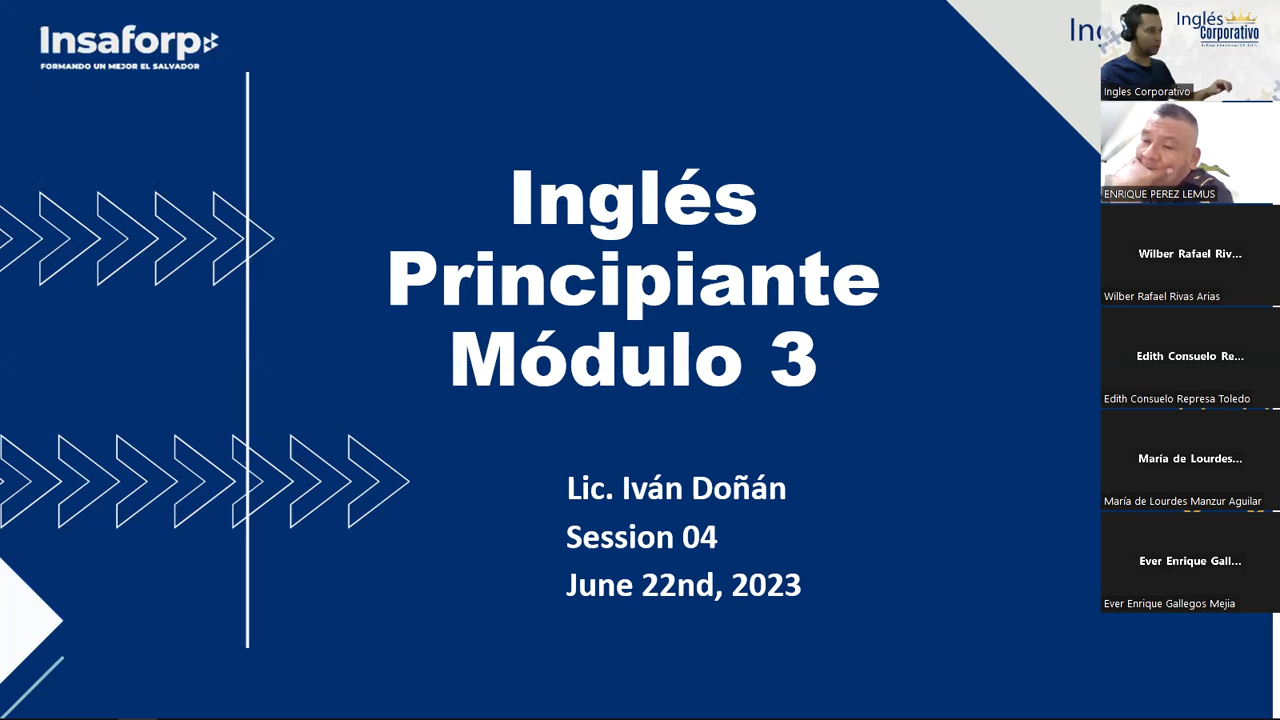 Insaforp
FORMANDO UN MEJOR EL SALVADOR
Inglés
Principiante
Módulo 3
Lic. Iván Doñán
Session 04
June 22nd, 2023
Inglés
Corporativo
Ingles Corporativo
ENRIQUE PEREZ LEMUS
Wilber Rafael Riv...
Wilber Rafael Rivas Arias
Edith Consuelo Re...
Edith Consuelo Represa Toledo
María de Lourdes...
María de Lourdes Manzur Aguilar
Ever Enrique Gall...
Ever Enrique Gallegos Mejia